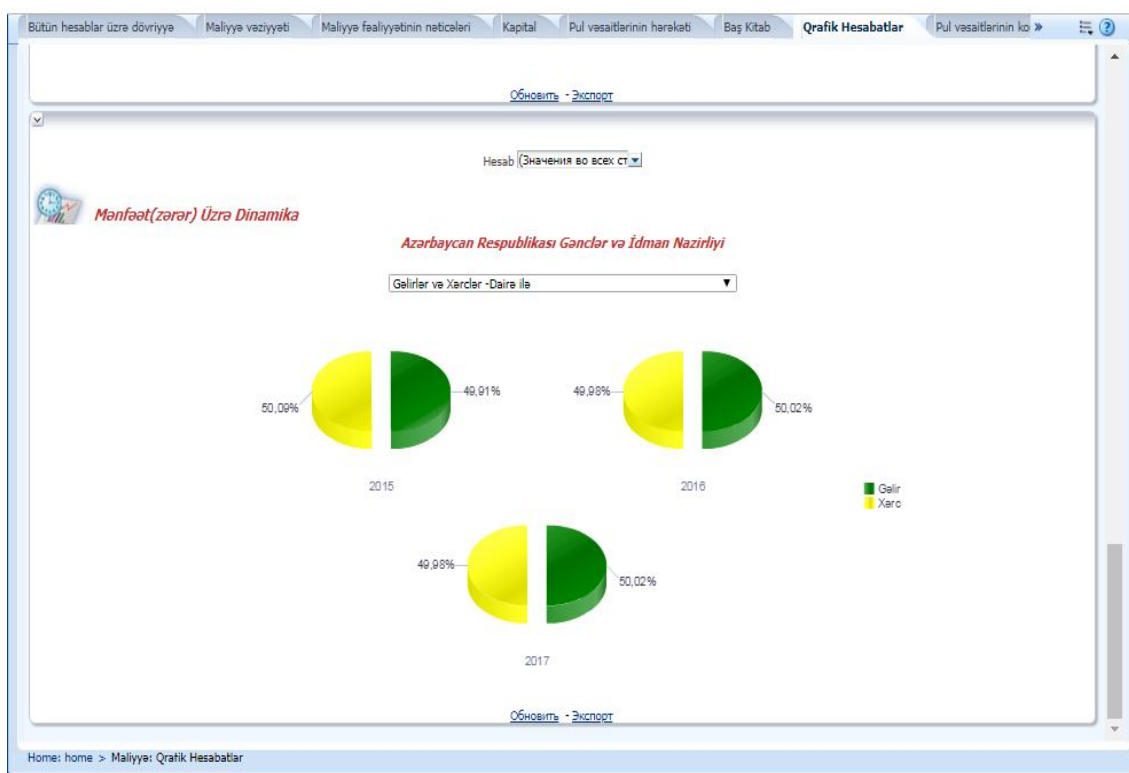 Bütün hesablar üzrə dövriyyə Maliyyə vəziyyəti Maliyyə fəaliyyətinin nəticələri Kapital Pul vəsaitlərinin hərəkəti Baş Kitab Qrafik Hesabatlar Pul vəsaitlərinin ko »
Обновить - Экспорт
Hesab (Значения во всех ст
Mənfəət(zərər) Üzrə Dinamika
Azərbaycan Respublikası Gənclər və İdman Nazirliyi
Gəlirlər və Xərclər -Dairə ilə
50,09% 49,91% 49,98% 50,02%
2015 2016
Gəlir
Xərc
49,98% 50,02%
2017
Обновить - Экспорт
Home: home > Maliyyə: Qrafik Hesabatlar